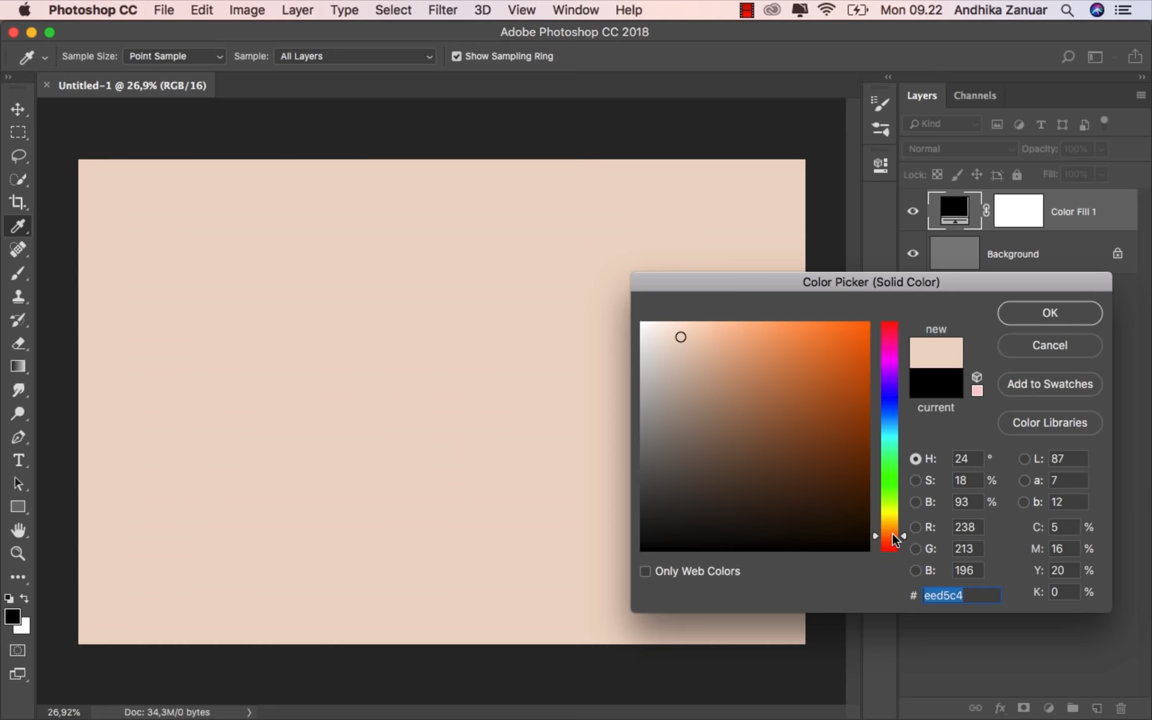 Photoshop CC File Edit Image Layer Type Select Filter 3D View Window Help Mon 09.22 Andhika Zanuar
Adobe Photoshop CC 2018
Sample Size: Point Sample Sample: All Layers Show Sampling Ring
× Untitled-1 @ 26,9% (RGB/16)
Layers Channels
Kind
Normal Opacity: 100%
Lock: Fill: 100%
Color Fill 1
Background
Color Picker (Solid Color)
new
current
OK
Cancel
Add to Swatches
Color Libraries
H: 24 ° L: 87
S: 18 % a: 7
B: 93 % b: 12
R: 238 C: 5 %
G: 213 M: 16 %
B: 196 Y: 20 %
# eed5c4 K: 0 %
Only Web Colors
26,92% Doc: 34,3M/0 bytes